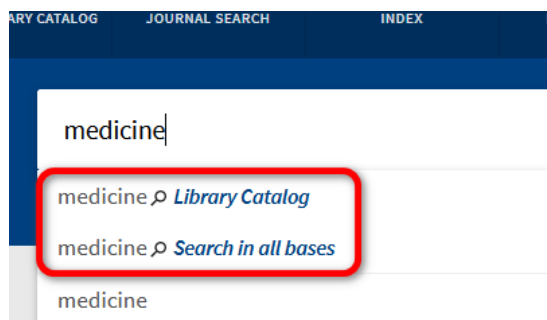 ARY CATALOG JOURNAL SEARCH INDEX
medicine
medicine Library Catalog
medicine Search in all bases
medicine